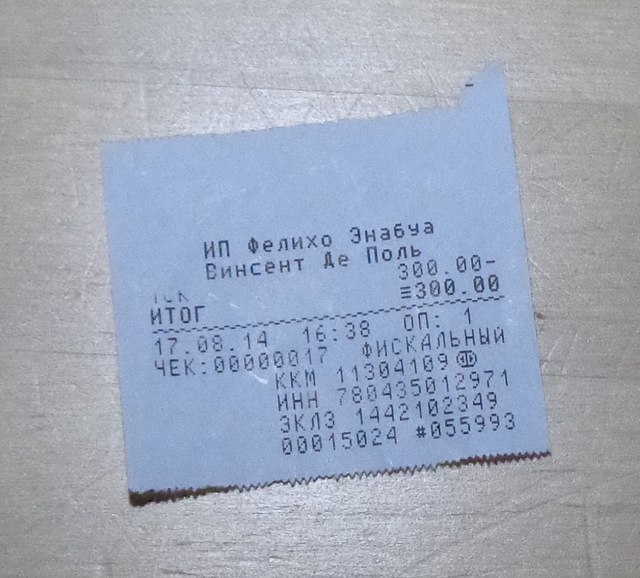 ИП Фелихо Энабуа
Винсент Де Поль
300.00-
ИТОГ ≡300.00
17.08.14 16:38 ОП: 1
ЧЕК:00000017 ФИСКАЛЬНЫЙ
ККМ 11304109
ИНН 780435012971
ЭКЛЗ 1442102349
00015024 #055993